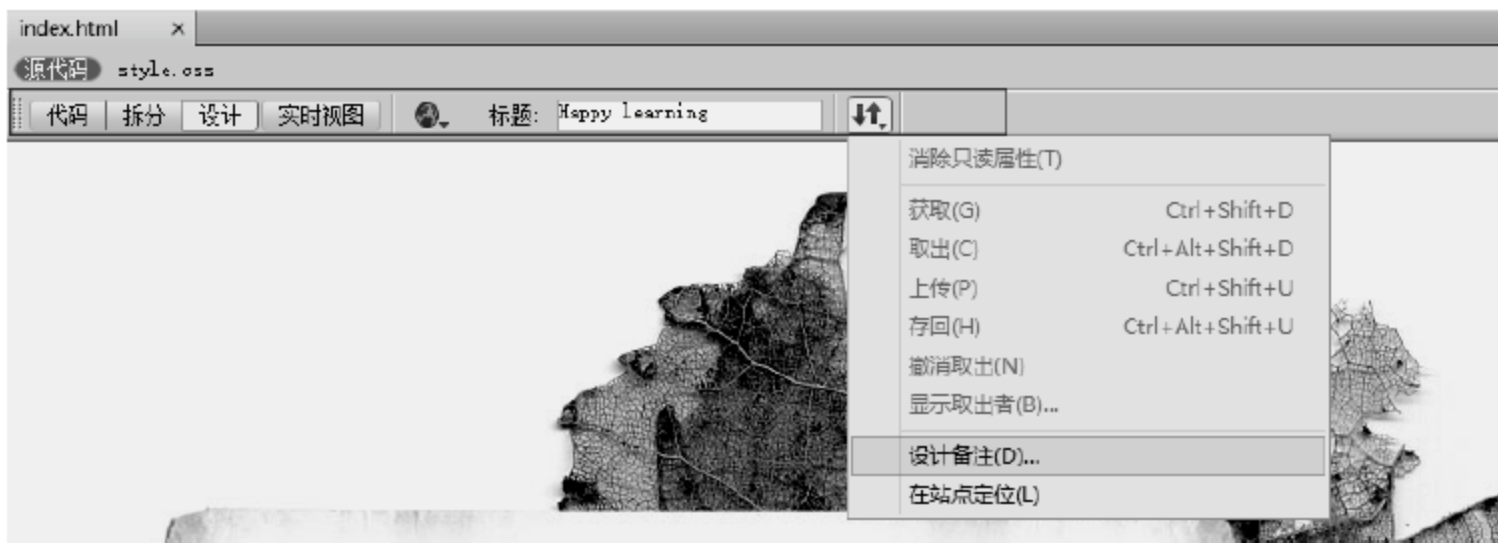 index.html ×
源代码 style.css
代码 拆分 设计 实时视图 标题: Happy learning
消除只读属性(T)
获取(G) Ctrl+Shift+D
取出(C) Ctrl+Alt+Shift+D
上传(P) Ctrl+Shift+U
存回(H) Ctrl+Alt+Shift+U
撤消取出(N)
显示取出者(B)...
设计备注(D)...
在站点定位(L)